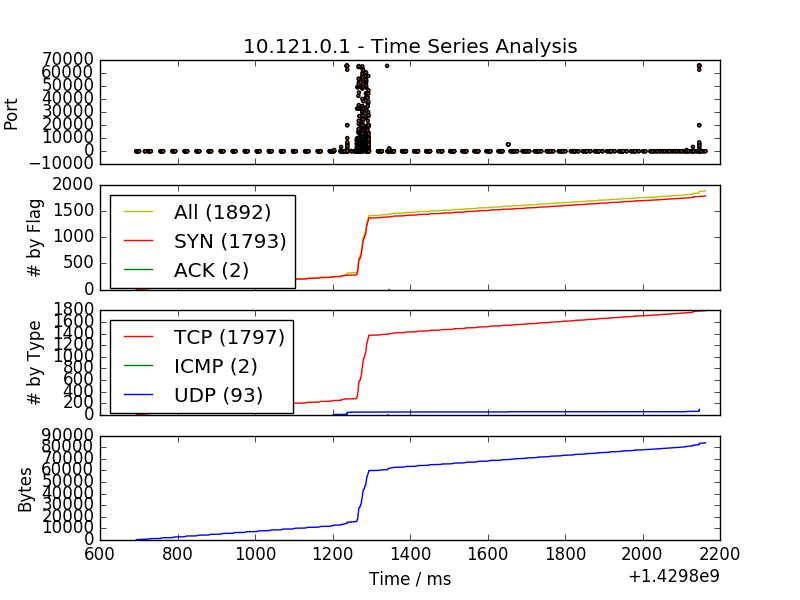 10.121.0.1 - Time Series Analysis
Port
70000
60000
50000
40000
30000
20000
10000
0
−10000
# by Flag
2000
1500
1000
500
0
All (1892)
SYN (1793)
ACK (2)
# by Type
1800
1600
1400
1200
1000
800
600
400
200
0
TCP (1797)
ICMP (2)
UDP (93)
Bytes
90000
80000
70000
60000
50000
40000
30000
20000
10000
0
600 800 1000 1200 1400 1600 1800 2000 2200
Time / ms
+1.4298e9